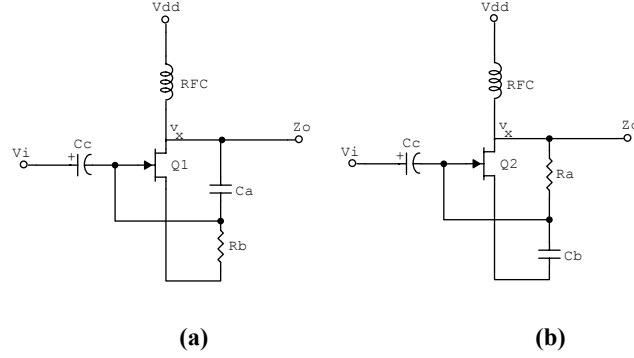 Vdd
RFC
Vx
Zo
Cc
+
Vi
Q1
Ca
Rb
(a)
Vdd
RFC
Vx
Zo
Cc
+
Vi
Q2
Ra
Cb
(b)